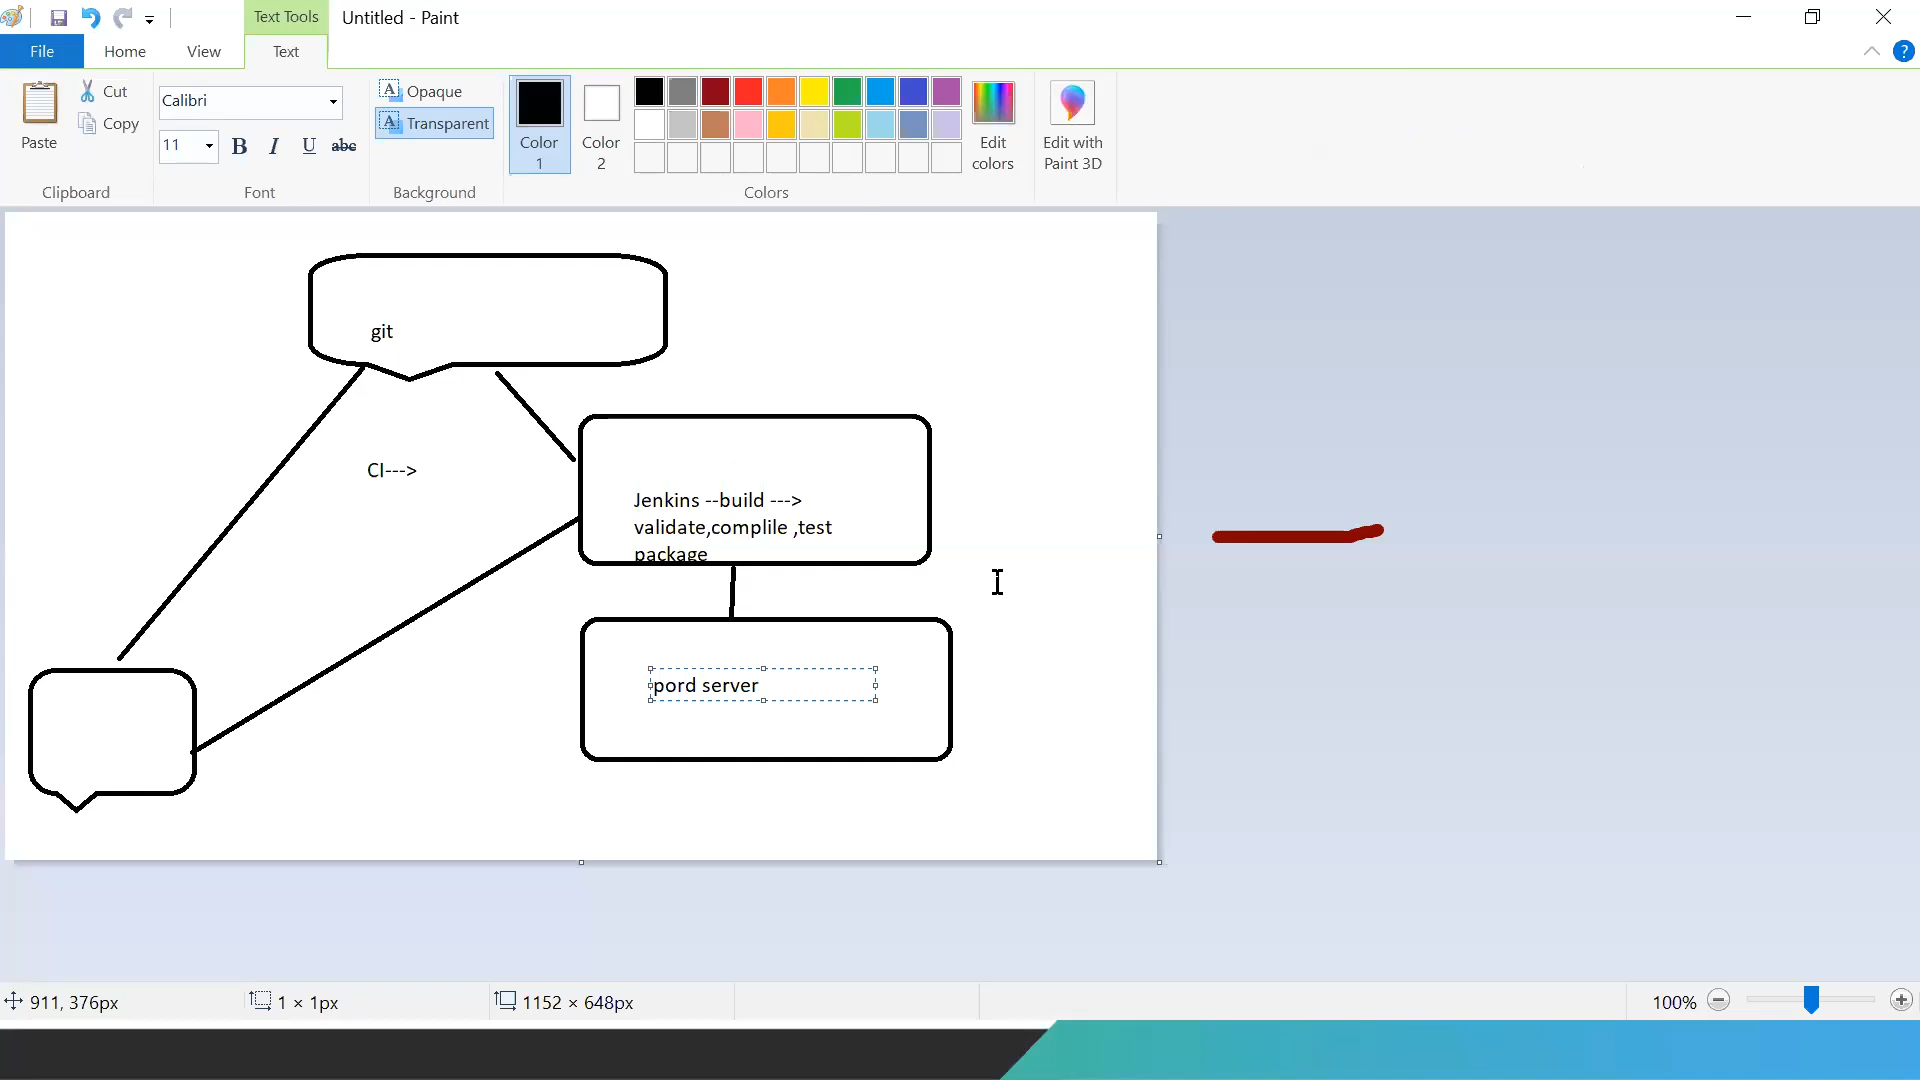 Text Tools
Untitled - Paint
File
Home
View
Text
?
Paste
Cut
Copy
Clipboard
Calibri
11
B I U abc
Font
A Opaque
A Transparent
Background
Color 1
Color 2
Colors
Edit colors
Edit with Paint 3D
git
CI--->
Jenkins --build --->
validate,complile ,test
package
pord server
911, 376px
1 × 1px
1152 × 648px
100%